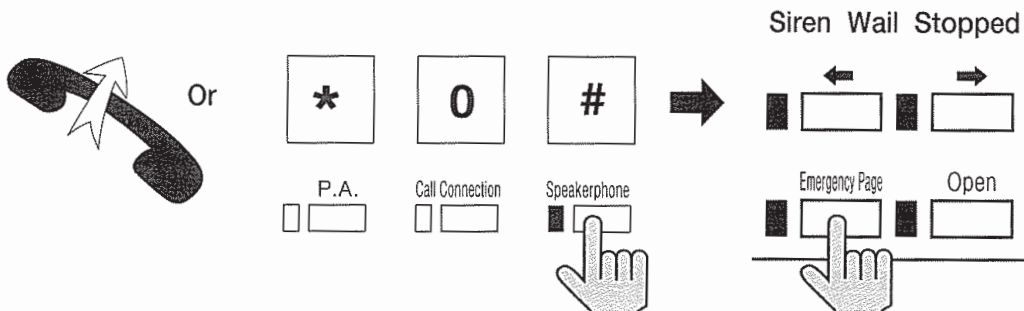 Siren Wail Stopped
Or
* 0 #
P.A. Call Connection Speakerphone
Emergency Page Open